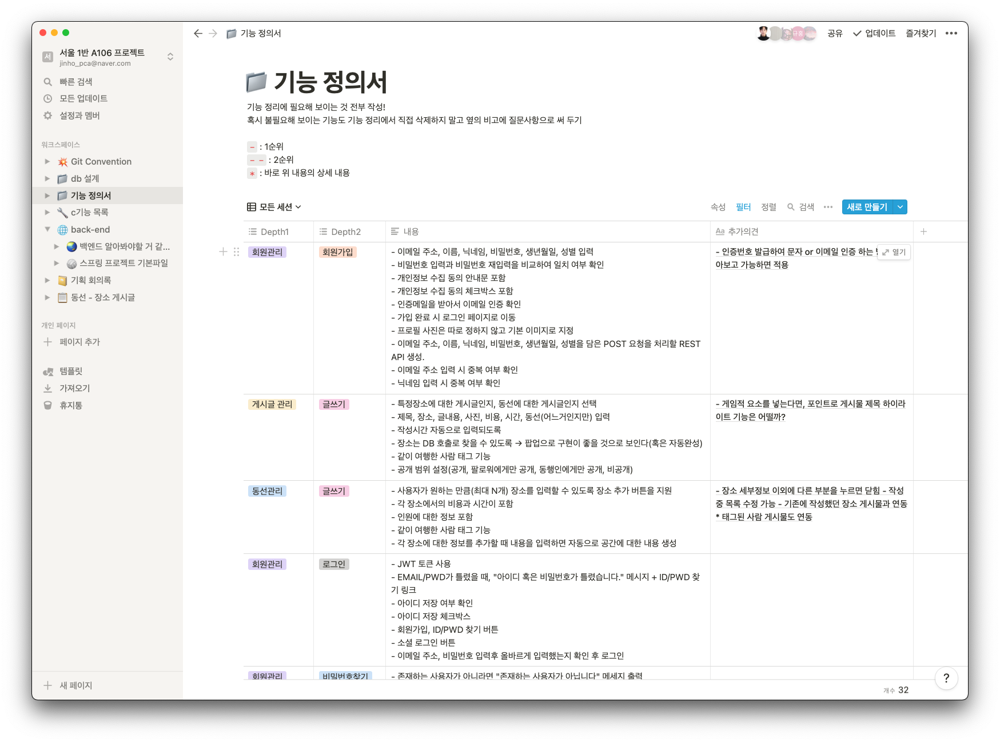 서
서울 1반 A106 프로젝트
jinho_pca@naver.com
빠른 검색
모든 업데이트
설정과 멤버
워크스페이스
Git Convention
db 설계
기능 정의서
c기능 목록
back-end
백엔드 알아봐야할 거 같...
스프링 프로젝트 기본파일
기획 회의록
동선 - 장소 게시글
개인 페이지
페이지 추가
템플릿
가져오기
휴지통
새 페이지
기능 정의서
규홍
공유
업데이트
즐겨찾기
기능 정의서
기능 정리에 필요해 보이는 것 전부 작성!
혹시 불필요해 보이는 기능도 기능 정리에서 직접 삭제하지 말고 옆의 비고에 질문사항으로 써 두기
- : 1순위
- - : 2순위
* : 바로 위 내용의 상세 내용
모든 세션
속성 필터 정렬 검색 ··· 새로 만들기
Depth1 Depth2 내용 Aa 추가의견
회원관리
회원가입
- 이메일 주소, 이름, 닉네임, 비밀번호, 생년월일, 성별 입력
- 비밀번호 입력과 비밀번호 재입력을 비교하여 일치 여부 확인
- 개인정보 수집 동의 안내문 포함
- 개인정보 수집 동의 체크박스 포함
- 인증메일을 받아서 이메일 인증 확인
- 가입 완료 시 로그인 페이지로 이동
- 프로필 사진은 따로 정하지 않고 기본 이미지로 지정
- 이메일 주소, 이름, 닉네임, 비밀번호, 생년월일, 성별을 담은 POST 요청을 처리할 REST
API 생성.
- 이메일 주소 입력 시 중복 여부 확인
- 닉네임 입력 시 중복 여부 확인
- 인증번호 발급하여 문자 or 이메일 인증 하는
열기
아보고 가능하면 적용
게시글 관리
글쓰기
- 특정장소에 대한 게시글인지, 동선에 대한 게시글인지 선택
- 제목, 장소, 글내용, 사진, 비용, 시간, 동선(어느거인지만) 입력
- 작성시간 자동으로 입력되도록
- 장소는 DB 호출로 찾을 수 있도록 → 팝업으로 구현이 좋을 것으로 보인다(혹은 자동완성)
- 같이 여행한 사람 태그 기능
- 공개 범위 설정(공개, 팔로워에게만 공개, 동행인에게만 공개, 비공개)
- 게임적 요소를 넣는다면, 포인트로 게시물 제목 하이라
이트 기능은 어떨까?
동선관리
글쓰기
- 사용자가 원하는 만큼(최대 N개) 장소를 입력할 수 있도록 장소 추가 버튼을 지원
- 각 장소에서의 비용과 시간이 포함
- 인원에 대한 정보 포함
- 같이 여행한 사람 태그 기능
- 각 장소에 대한 정보를 추가할 때 내용을 입력하면 자동으로 공간에 대한 내용 생성
- 장소 세부정보 이외에 다른 부분을 누르면 닫힘 - 작성
중 목록 수정 가능 - 기존에 작성했던 장소 게시물과 연동
* 태그된 사람 게시물도 연동
회원관리
로그인
- JWT 토큰 사용
- EMAIL/PWD가 틀렸을 때, "아이디 혹은 비밀번호가 틀렸습니다." 메시지 + ID/PWD 찾
기 링크
- 아이디 저장 여부 확인
- 아이디 저장 체크박스
- 회원가입, ID/PWD 찾기 버튼
- 소셜 로그인 버튼
- 이메일 주소, 비밀번호 입력후 올바르게 입력했는지 확인 후 로그인
회원관리
비밀번호찾기
- 존재하는 사용자가 아니라면 "존재하는 사용자가 아닙니다" 메세지 출력
개수 32
?